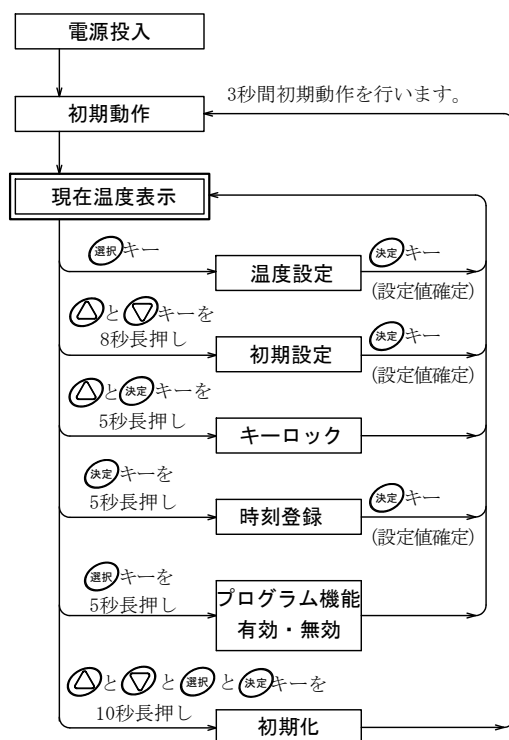 電源投入
3秒間初期動作を行います。
初期動作
現在温度表示
選択キー
決定キー
温度設定
(設定値確定)
△と▽キーを
8秒長押し
決定キー
初期設定
(設定値確定)
△と決定キーを
5秒長押し
キーロック
決定キーを
5秒長押し
決定キー
時刻登録
(設定値確定)
選択キーを
5秒長押し
プログラム機能
有効・無効
△と▽と選択と決定キーを
10秒長押し
初期化